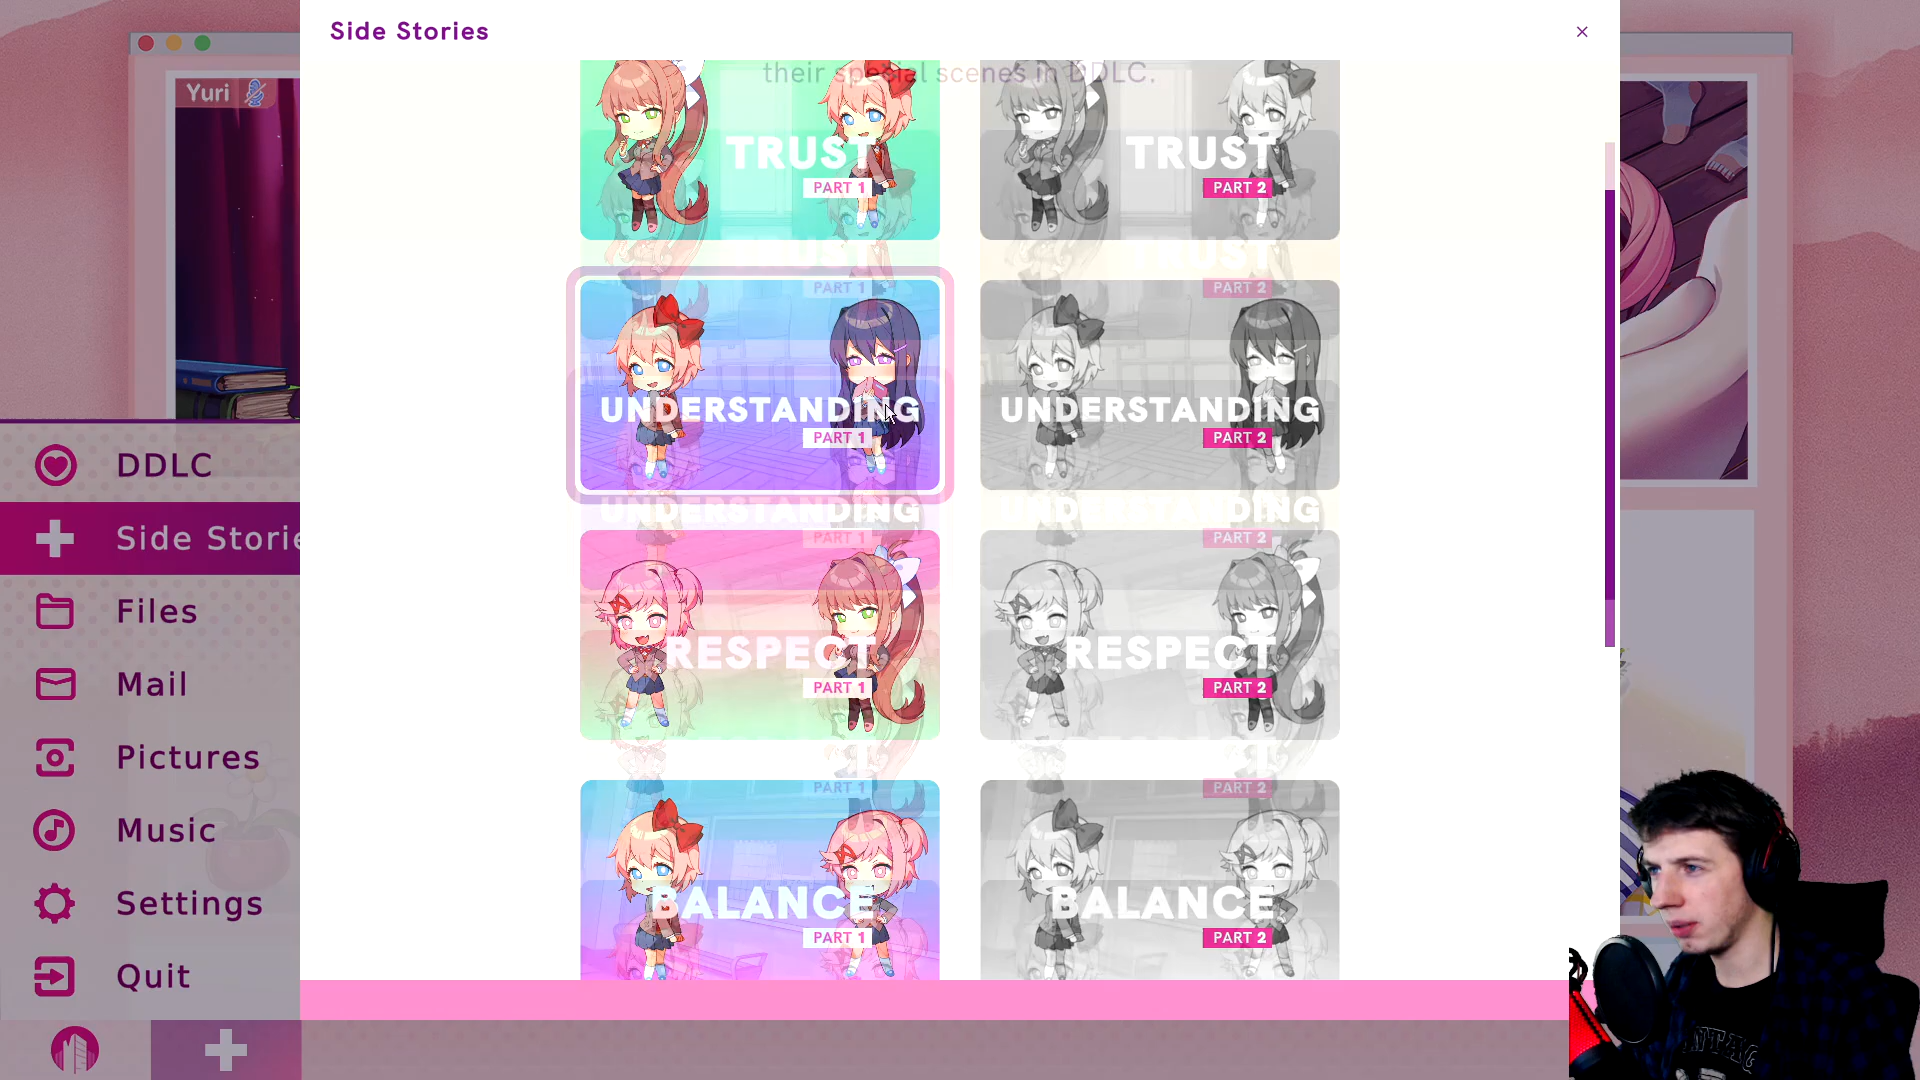 Side Stories
×
their special scenes in DDLC.
Yuri
TRUST
PART 1
TRUST
PART 2
UNDERSTANDING
PART 1
UNDERSTANDING
PART 2
RESPECT
PART 1
RESPECT
PART 2
BALANCE
PART 1
BALANCE
PART 2
DDLC
Side Storie
Files
Mail
Pictures
Music
Settings
Quit